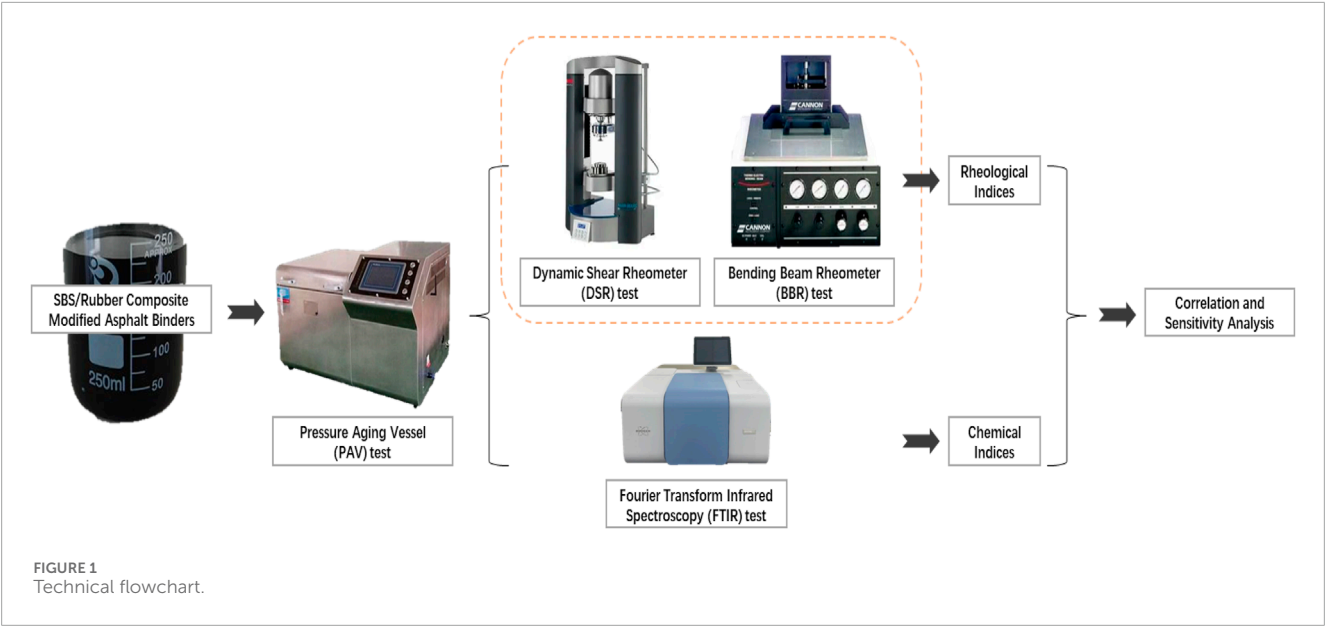 SBS/Rubber Composite
Modified Asphalt Binders
250
APPROX
200
100
50
250ml
Pressure Aging Vessel
(PAV) test
CANNON
CANNON
Dynamic Shear Rheometer
(DSR) test
Bending Beam Rheometer
(BBR) test
Fourier Transform Infrared
Spectroscopy (FTIR) test
Rheological
Indices
Chemical
Indices
Correlation and
Sensitivity Analysis
FIGURE 1
Technical flowchart.